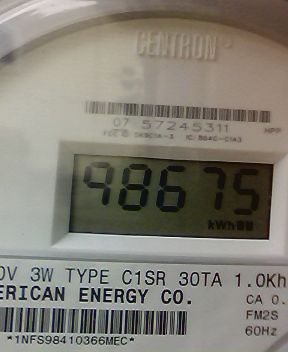 CENTRON®
07 57245311 HPP
98675
kWh
0V 3W TYPE C1SR 30TA 1.0Kh
ERICAN ENERGY CO. CA 0.
FM2S
60Hz
*1NFS98410366MEC*